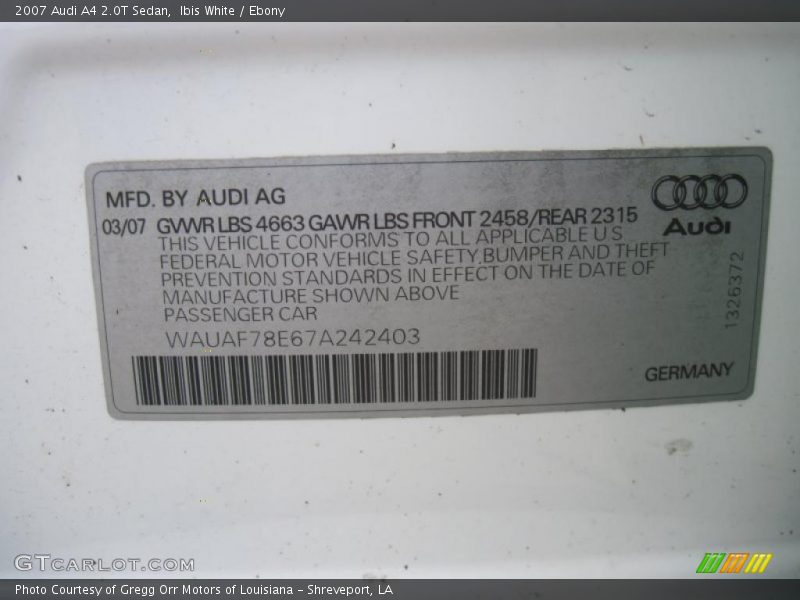 2007 Audi A4 2.0T Sedan, Ibis White / Ebony
MFD. BY AUDI AG
03/07 GVWR LBS 4663 GAWR LBS FRONT 2458/REAR 2315
THIS VEHICLE CONFORMS TO ALL APPLICABLE U S
FEDERAL MOTOR VEHICLE SAFETY,BUMPER AND THEFT
PREVENTION STANDARDS IN EFFECT ON THE DATE OF
MANUFACTURE SHOWN ABOVE
PASSENGER CAR
WAUAF78E67A242403
Audi
1326372
GERMANY
GTCARLOT.COM
Photo Courtesy of Gregg Orr Motors of Louisiana - Shreveport, LA